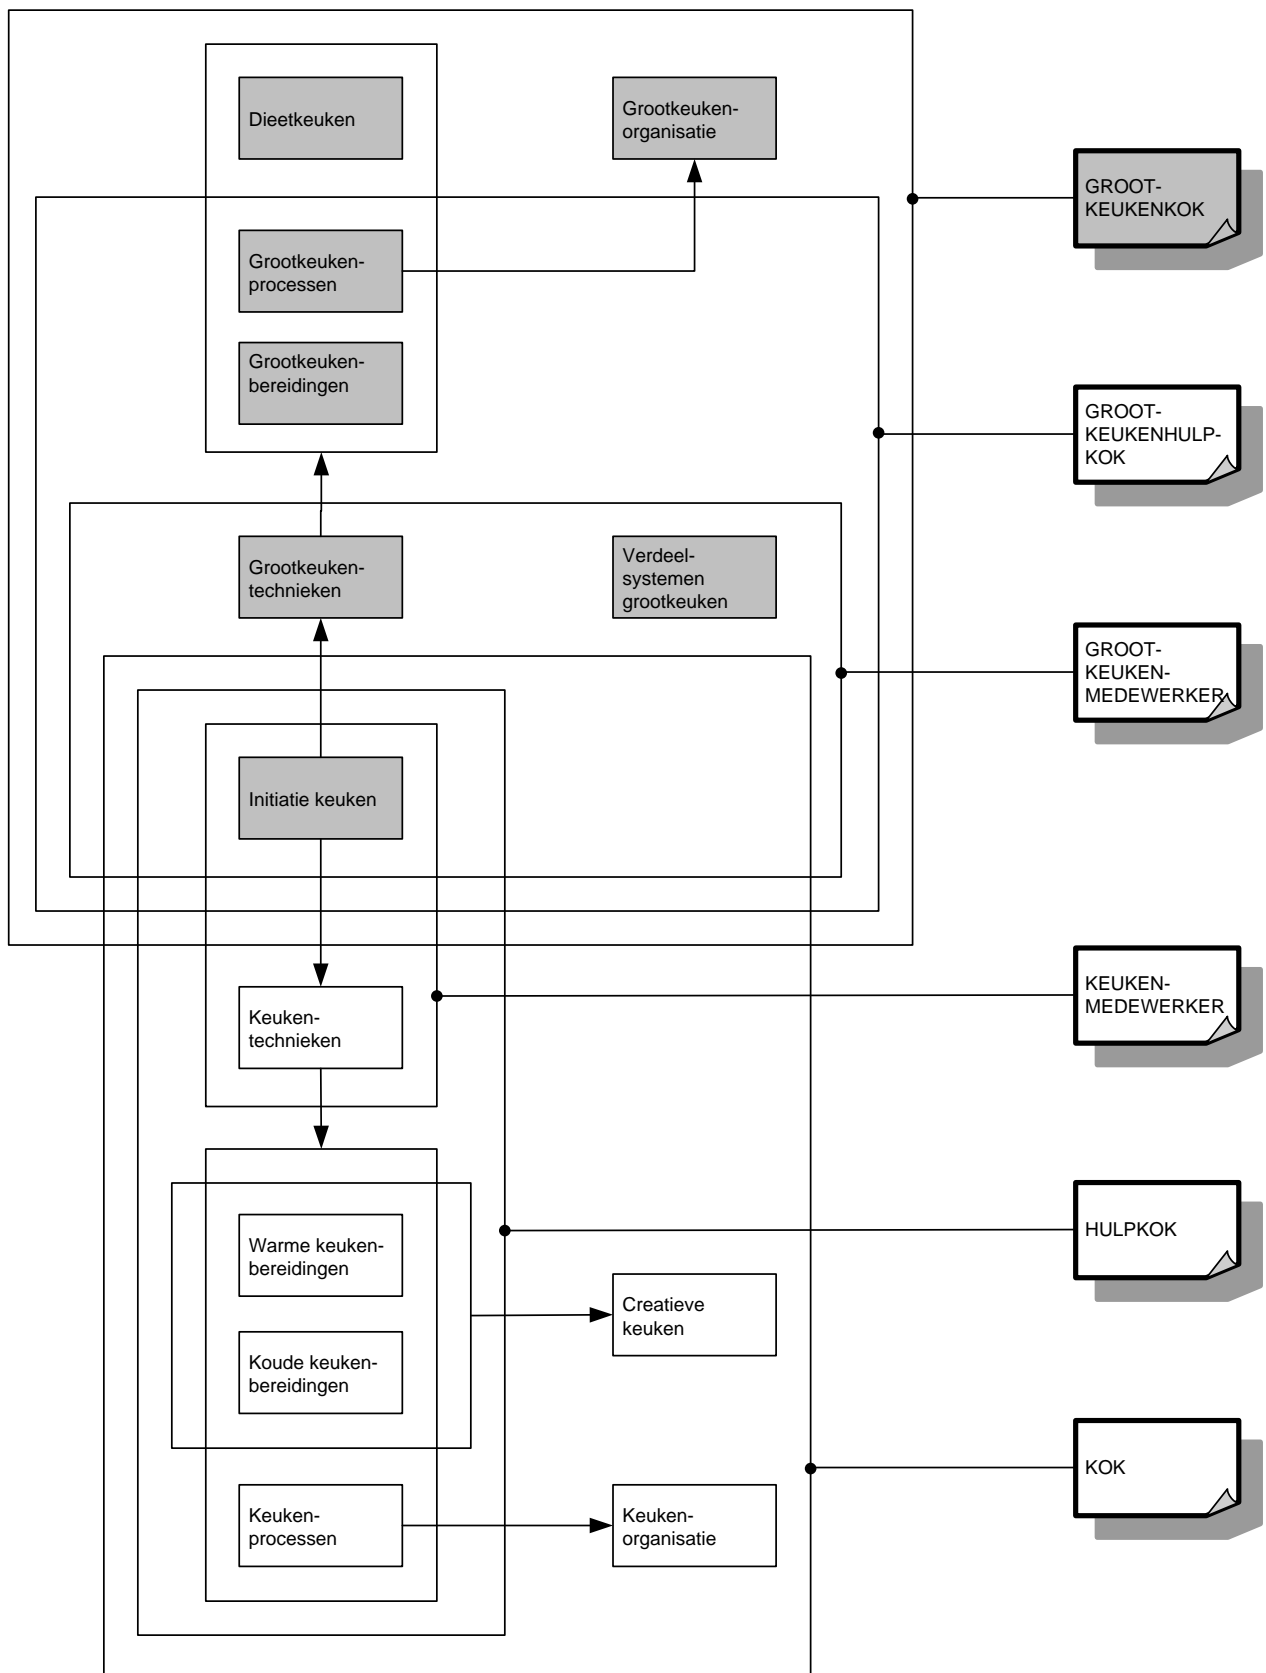 Dieetkeuken
Grootkeuken-
organisatie
GROOT-
KEUKENKOK
Grootkeuken-
processen
Grootkeuken-
bereidingen
GROOT-
KEUKENHULP-
KOK
Grootkeuken-
technieken
Verdeel-
systemen
grootkeuken
GROOT-
KEUKEN-
MEDEWERKER
Initiatie keuken
Keuken-
technieken
KEUKEN-
MEDEWERKER
Warme keuken-
bereidingen
HULPKOK
Creatieve
keuken
Koude keuken-
bereidingen
Keuken-
processen
Keuken-
organisatie
KOK